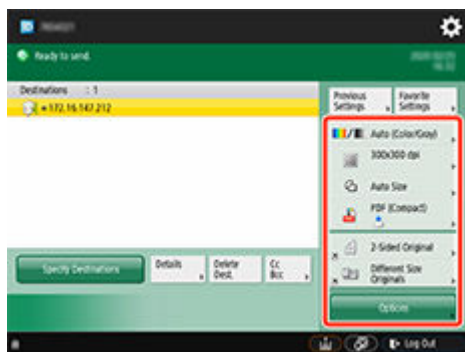 Ready to send.
Destinations : 1
172.16.147.212
Previous
Settings
Favorite
Settings
Auto (Color/Gray)
300x300 dpi
Auto Size
PDF (Compact)
2-Sided Original
Different Size
Originals
Options
Specify Destinations
Details
Delete
Dest.
Cc
Bcc
Log Out